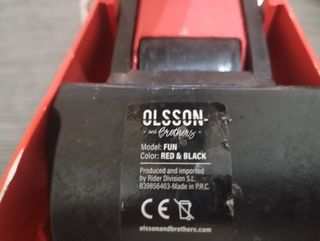 OLSSON
and Brothers
Model: FUN
Color: RED & BLACK
Produced and imported
by Rider Division S.L.
B39856463-Made in P.R.C.
CE
olssonandbrothers.com